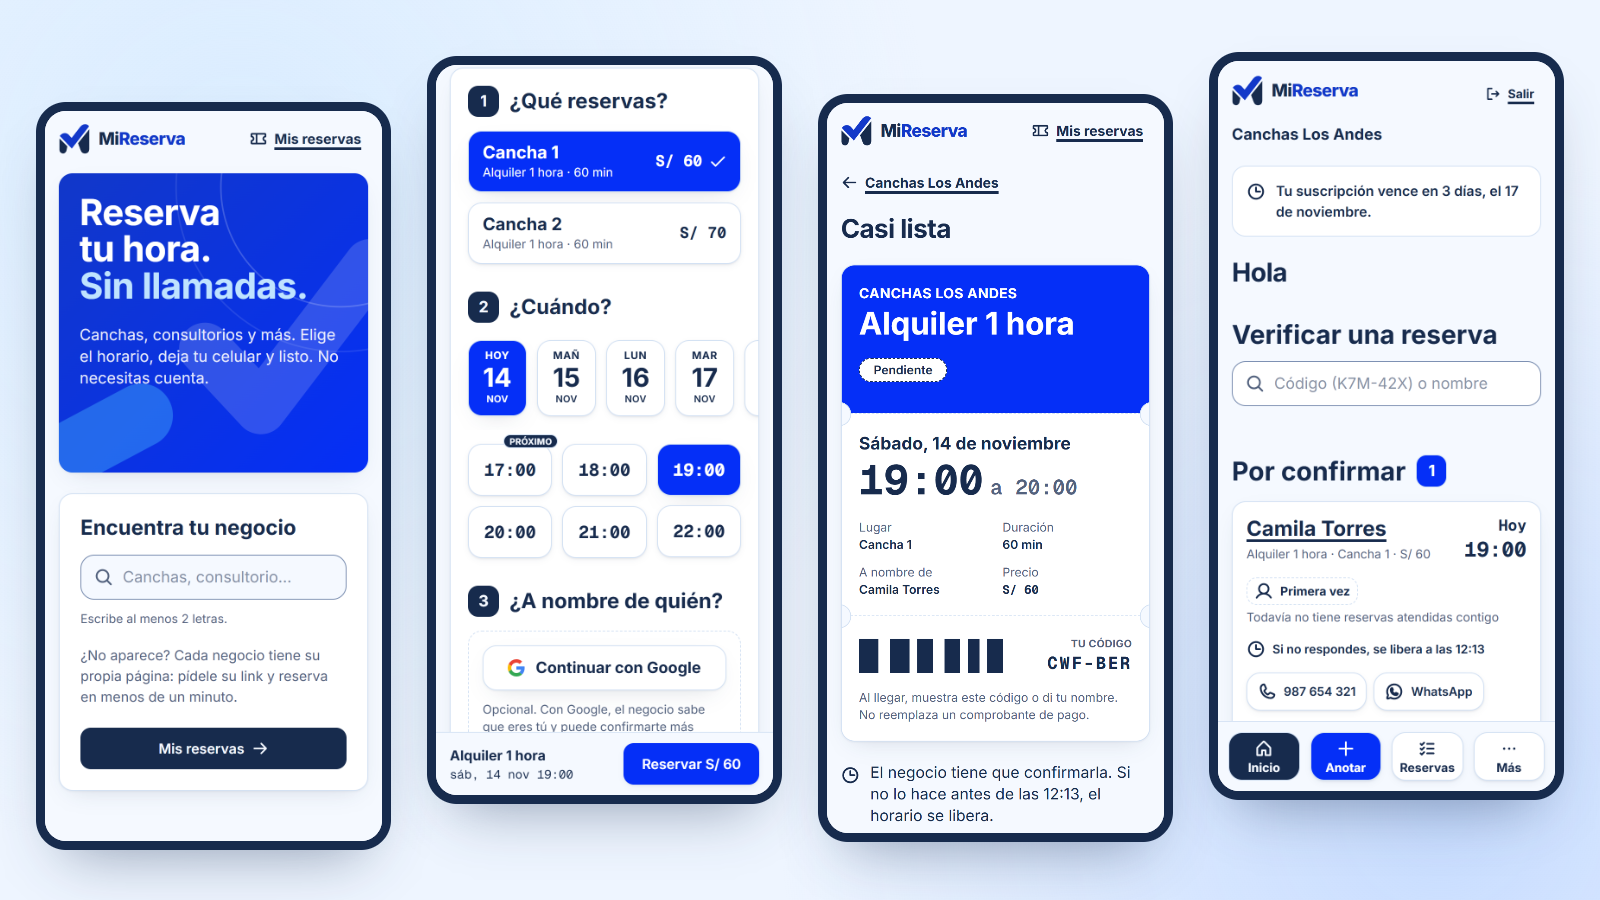 MiReserva
Mis reservas
Reserva
tu hora.
Sin llamadas.
Canchas, consultorios y más. Elige
el horario, deja tu celular y listo. No
necesitas cuenta.
Encuentra tu negocio
Canchas, consultorio...
Escribe al menos 2 letras.
¿No aparece? Cada negocio tiene su
propia página: pídele su link y reserva
en menos de un minuto.
Mis reservas
1 ¿Qué reservas?
Cancha 1
Alquiler 1 hora · 60 min
S/ 60
Cancha 2
Alquiler 1 hora · 60 min
S/ 70
2 ¿Cuándo?
HOY
14
NOV
MAÑ
15
NOV
LUN
16
NOV
MAR
17
NOV
PRÓXIMO
17:00 18:00 19:00
20:00 21:00 22:00
3 ¿A nombre de quién?
Continuar con Google
Opcional. Con Google, el negocio sabe
que eres tú y puede confirmarte más
Alquiler 1 hora
sáb, 14 nov 19:00
Reservar S/ 60
MiReserva
Mis reservas
Canchas Los Andes
Casi lista
CANCHAS LOS ANDES
Alquiler 1 hora
Pendiente
Sábado, 14 de noviembre
19:00 a 20:00
Lugar
Cancha 1
Duración
60 min
A nombre de
Camila Torres
Precio
S/ 60
TU CÓDIGO
CWF-BER
Al llegar, muestra este código o di tu nombre.
No reemplaza un comprobante de pago.
El negocio tiene que confirmarla. Si
no lo hace antes de las 12:13, el
horario se libera.
MiReserva
Salir
Canchas Los Andes
Tu suscripción vence en 3 días, el 17
de noviembre.
Hola
Verificar una reserva
Código (K7M-42X) o nombre
Por confirmar 1
Camila Torres
Alquiler 1 hora · Cancha 1 · S/ 60
Hoy
19:00
Primera vez
Todavía no tiene reservas atendidas contigo
Si no respondes, se libera a las 12:13
987 654 321
WhatsApp
Inicio
Anotar
Reservas
Más